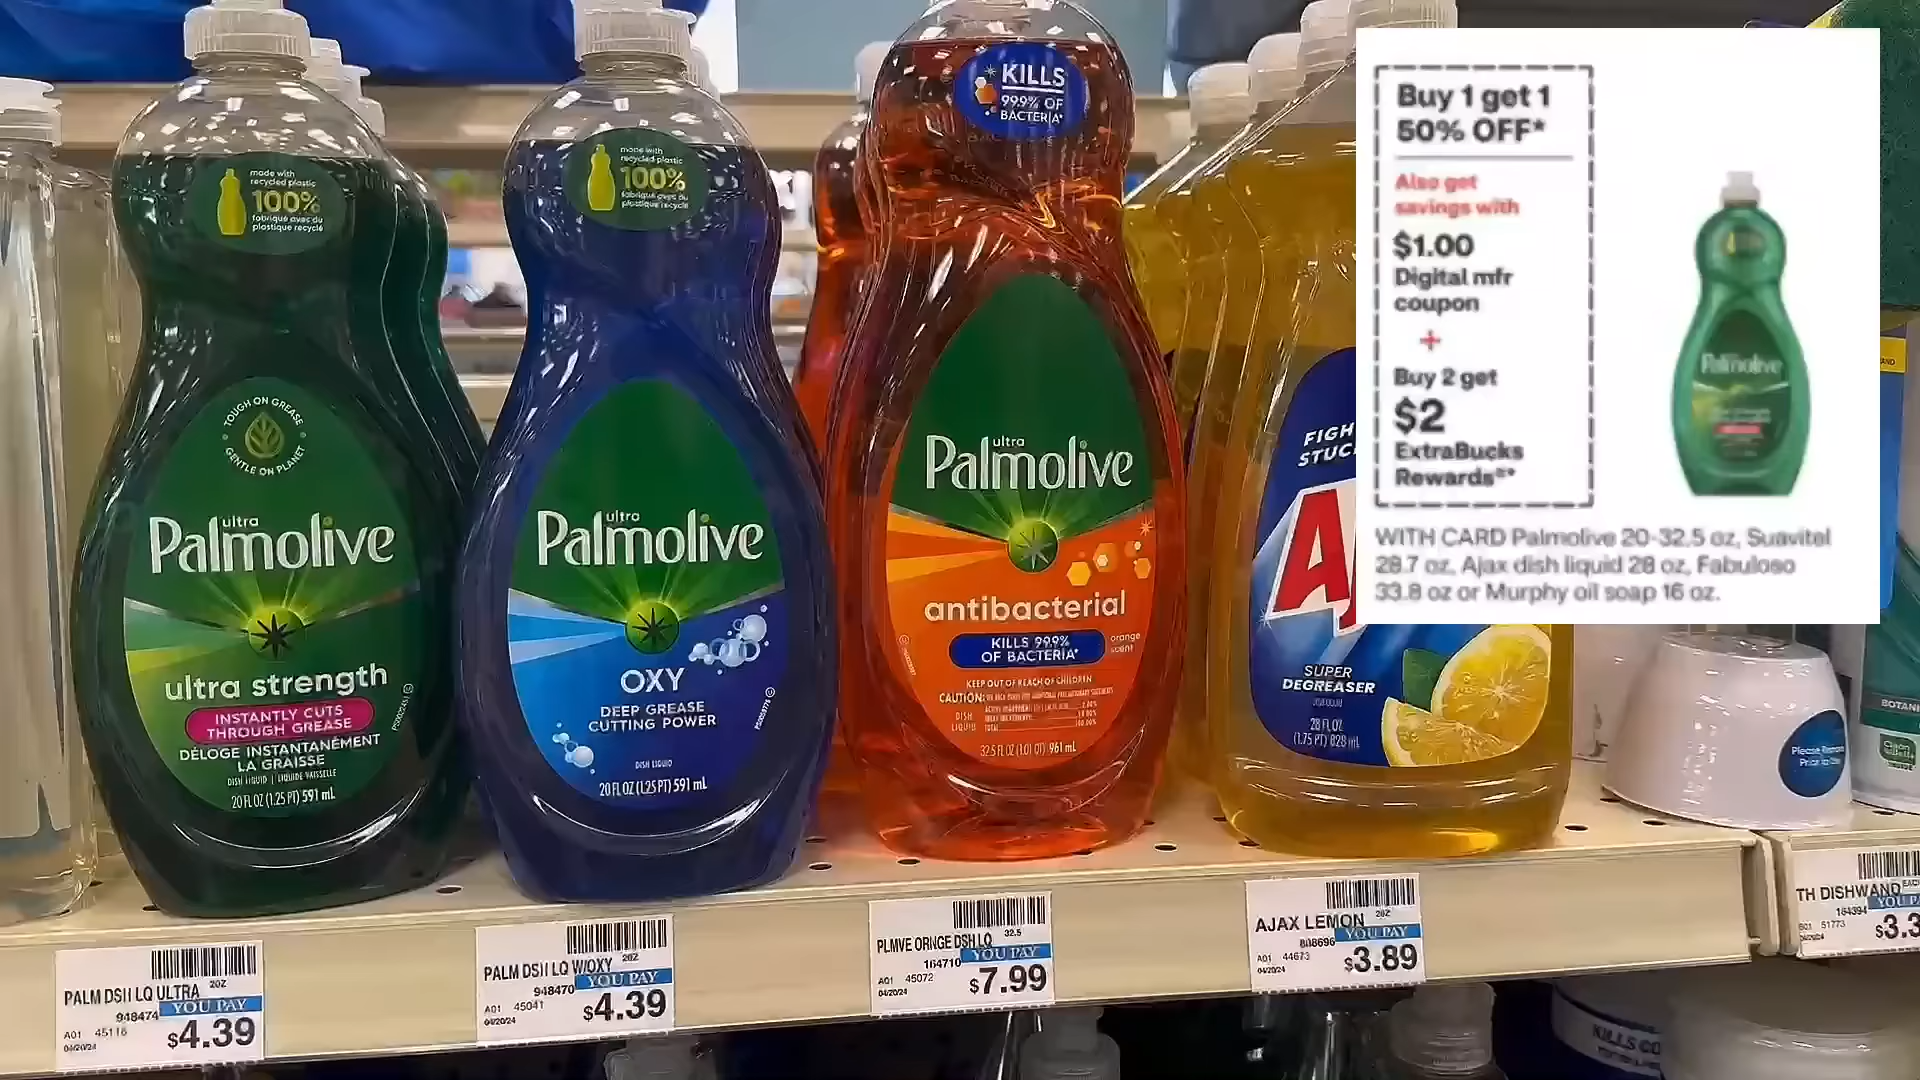 made with
recycled plastic
100%
fabriqué avec du
plastique recyclé
TOUGH ON GREASE
GENTLE ON PLANET
ultra
Palmolive
ultra strength
INSTANTLY CUTS
THROUGH GREASE
DÉLOGE INSTANTANÉMENT
LA GRAISSE
DISH LIQUID | LIQUIDE VAISSELLE
20 FL OZ (1.25 PT) 591 mL
made with
recycled plastic
100%
fabriqué avec du
plastique recyclé
ultra
Palmolive
OXY
DEEP GREASE
CUTTING POWER
DISH LIQUID
20 FL OZ (1.25 PT) 591 mL
KILLS
99.9% OF
BACTERIA*
ultra
Palmolive
antibacterial
KILLS 99.9%
OF BACTERIA*
orange
scent
KEEP OUT OF REACH OF CHILDREN
CAUTION:
DISH
LIQUID
32.5 FL OZ (1.01 QT) 961 mL
FIGH
STUC
AJ
SUPER
DEGREASER
28 FL OZ
(1.75 PT) 828 mL
Buy 1 get 1
50% OFF*
Also get
savings with
$1.00
Digital mfr
coupon
+
Buy 2 get
$2
ExtraBucks
Rewards®*
WITH CARD Palmolive 20-32.5 oz, Suavitel
28.7 oz, Ajax dish liquid 28 oz, Fabuloso
33.8 oz or Murphy oil soap 16 oz.
BOTANI
Please
PALM DSH LQ ULTRA 20Z
948474 YOU PAY
A01 45116
04/20/24
$4.39
PALM DSH LQ W/OXY 20Z
948470 YOU PAY
A01 45041
04/20/24
$4.39
PLMVE ORNGE DSH LQ 32.5
164710 YOU PAY
A01 45072
04/20/24
$7.99
AJAX LEMON 28Z
808696 YOU PAY
A01 44673
04/20/24
$3.89
TH DISHWAND
164394 YOU PA
51773
$3.3
KILLS CO